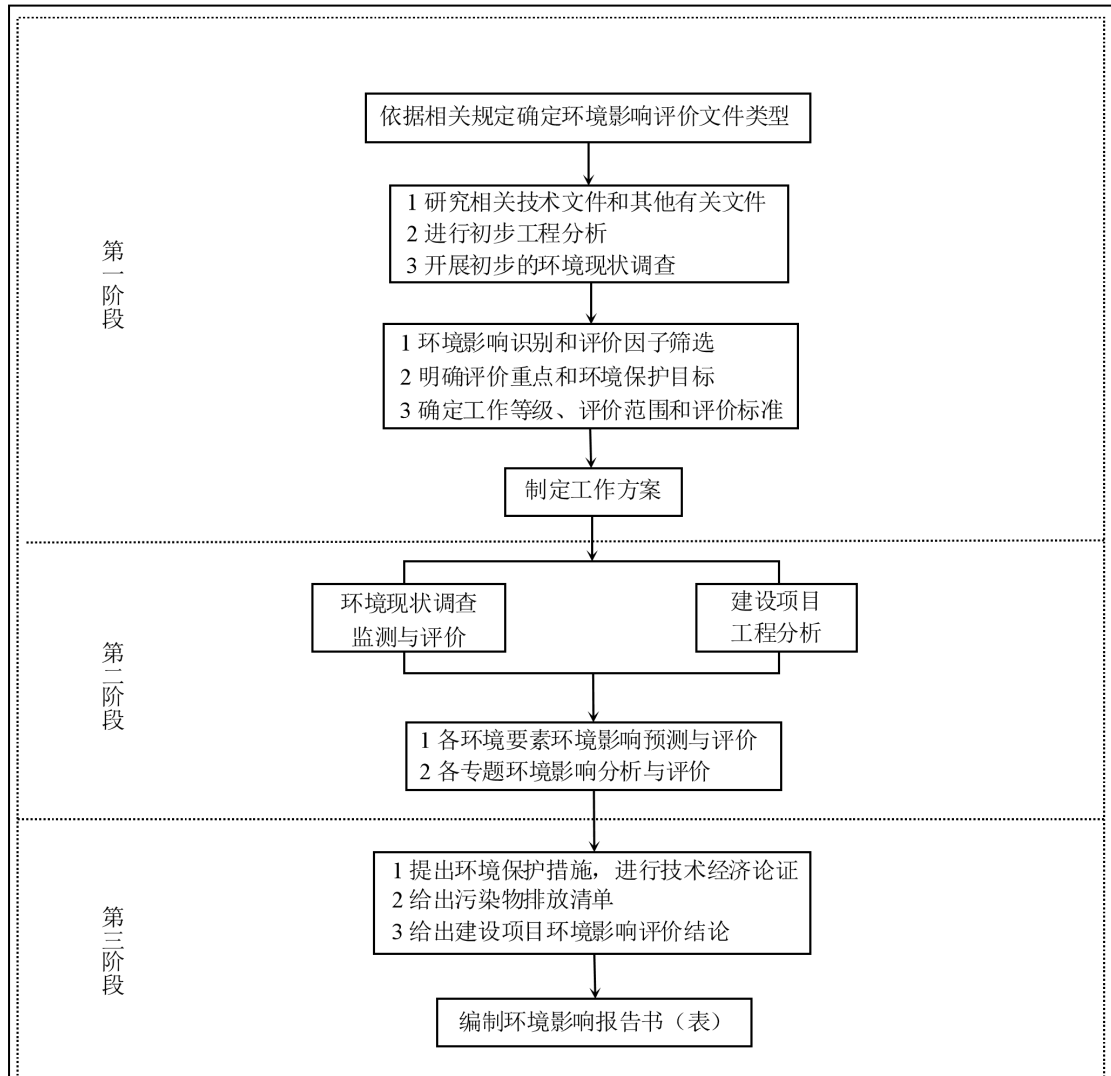 依据相关规定确定环境影响评价文件类型
1 研究相关技术文件和其他有关文件
2 进行初步工程分析
3 开展初步的环境现状调查
第一阶段
1 环境影响识别和评价因子筛选
2 明确评价重点和环境保护目标
3 确定工作等级、评价范围和评价标准
制定工作方案
环境现状调查
监测与评价
建设项目
工程分析
第二阶段
1 各环境要素环境影响预测与评价
2 各专题环境影响分析与评价
1 提出环境保护措施，进行技术经济论证
2 给出污染物排放清单
3 给出建设项目环境影响评价结论
第三阶段
编制环境影响报告书（表）